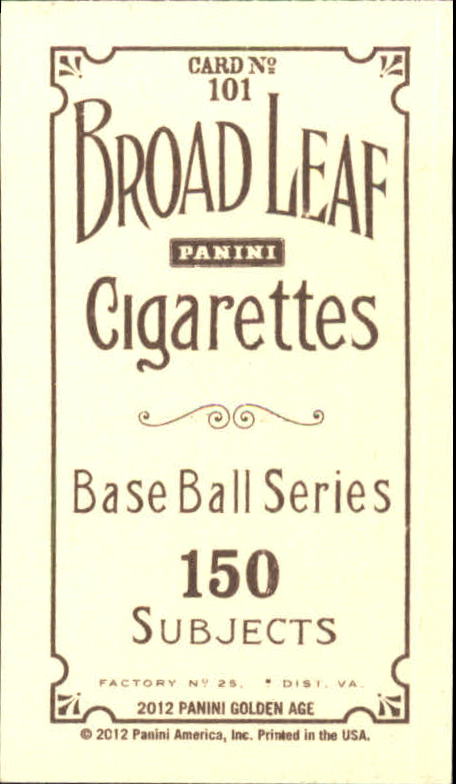 CARD Nº
101
BROAD LEAF
PANINI
Cigarettes
Base Ball Series
150
SUBJECTS
FACTORY Nº 25. * DIST. VA.
2012 PANINI GOLDEN AGE
© 2012 Panini America, Inc. Printed in the USA.